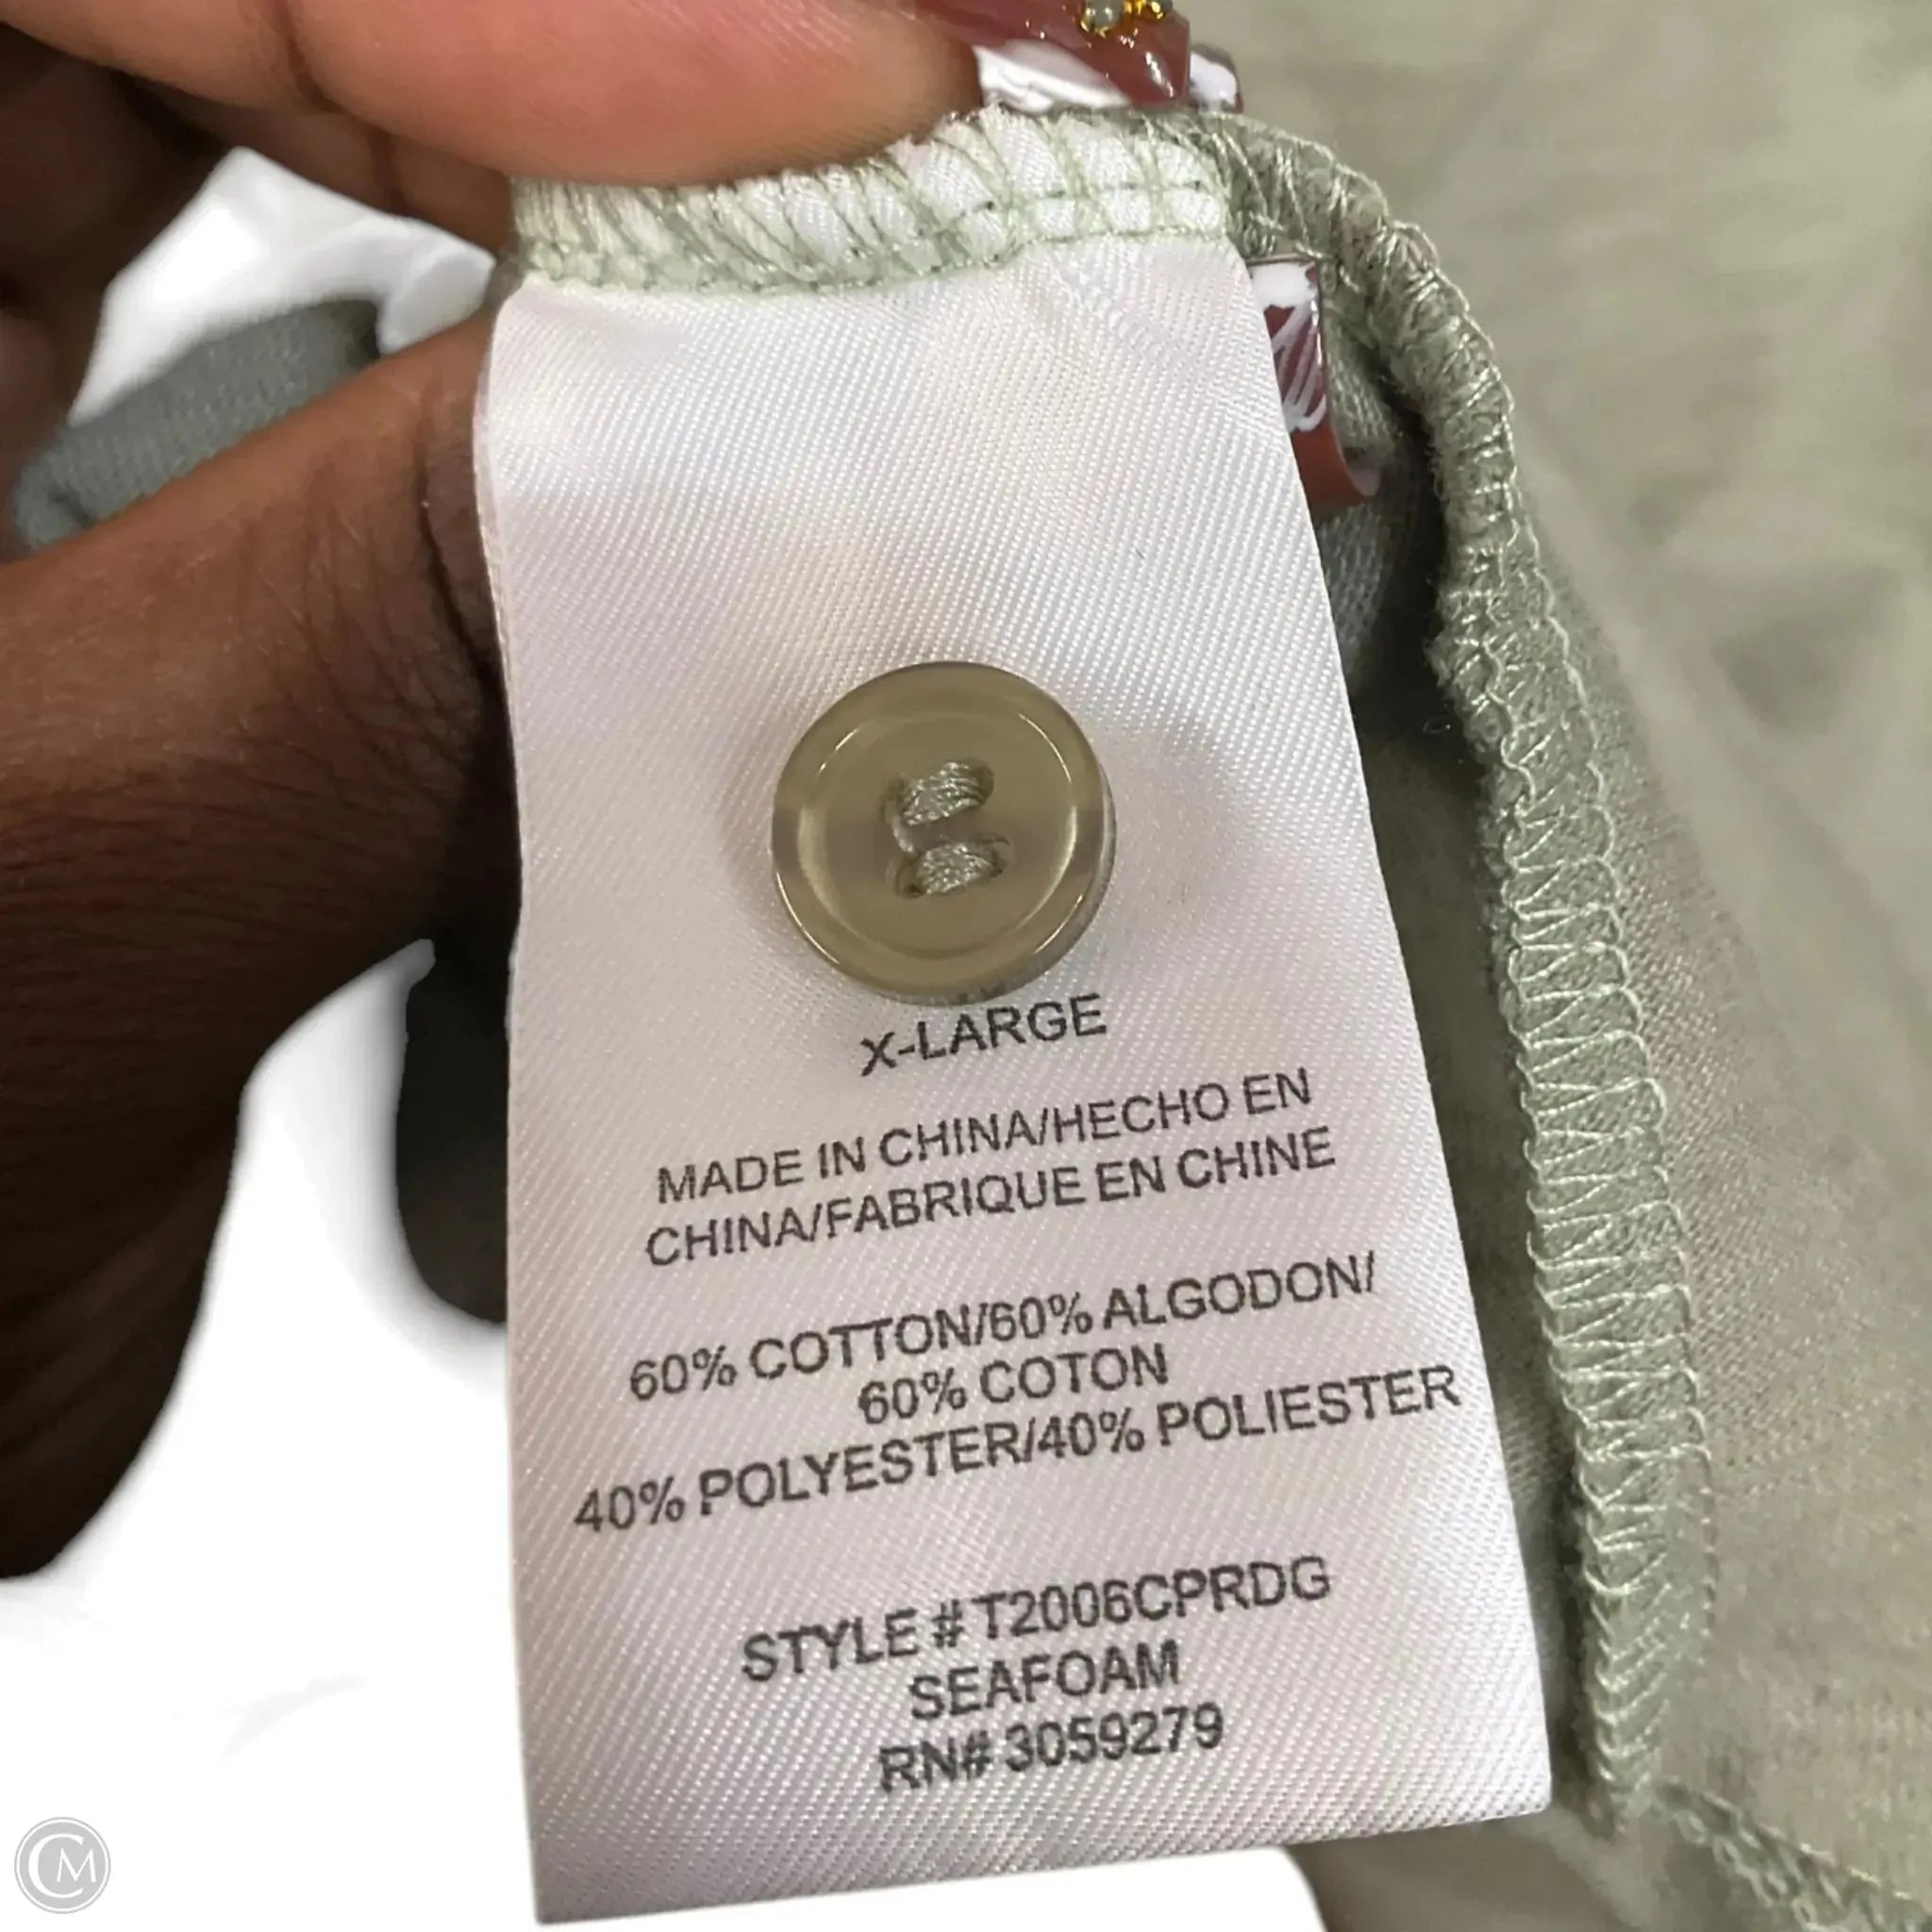 X-LARGE
MADE IN CHINA/HECHO EN
CHINA/FABRIQUE EN CHINE
60% COTTON/60% ALGODON/
60% COTON
40% POLYESTER/40% POLIESTER
STYLE # T2006CPRDG
SEAFOAM
RN# 3059279
CM